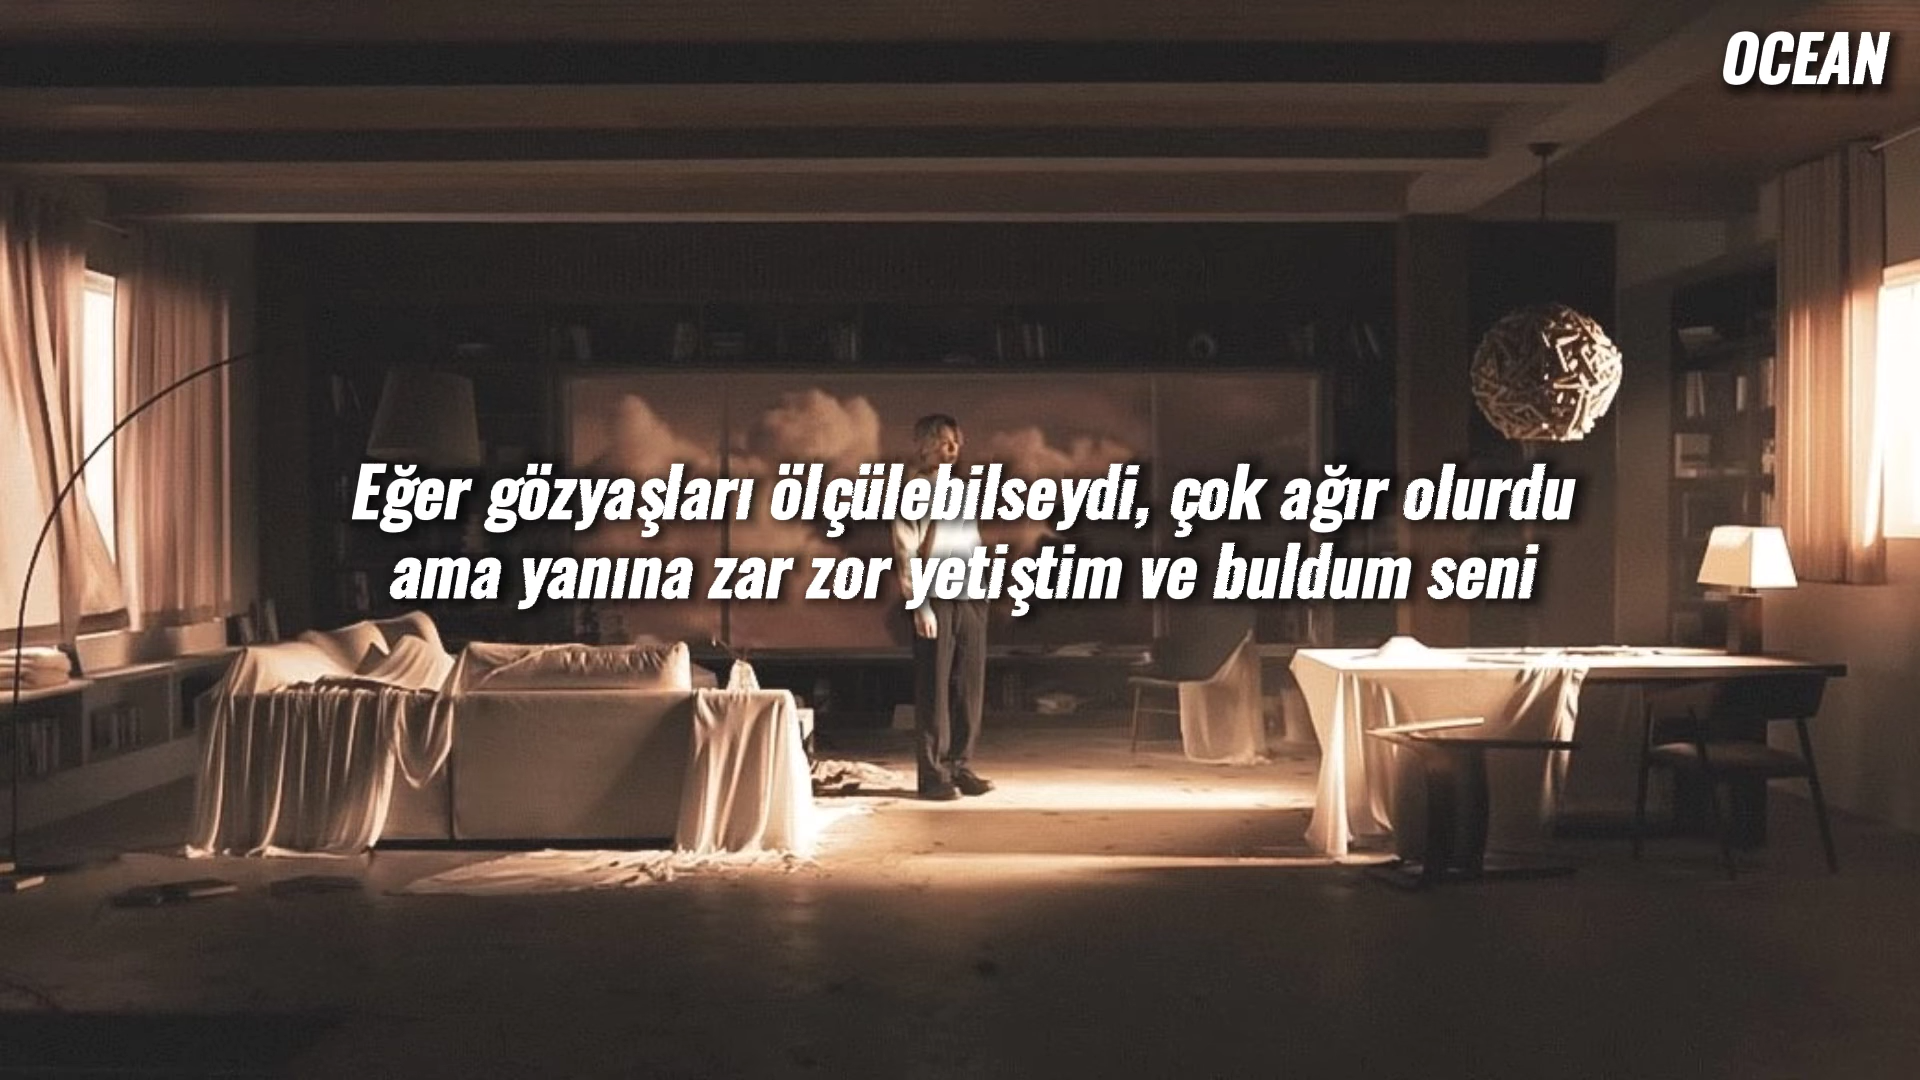 OCEAN
Eğer gözyaşları ölçülebilseydi, çok ağır olurdu
ama yanına zar zor yetiştim ve buldum seni